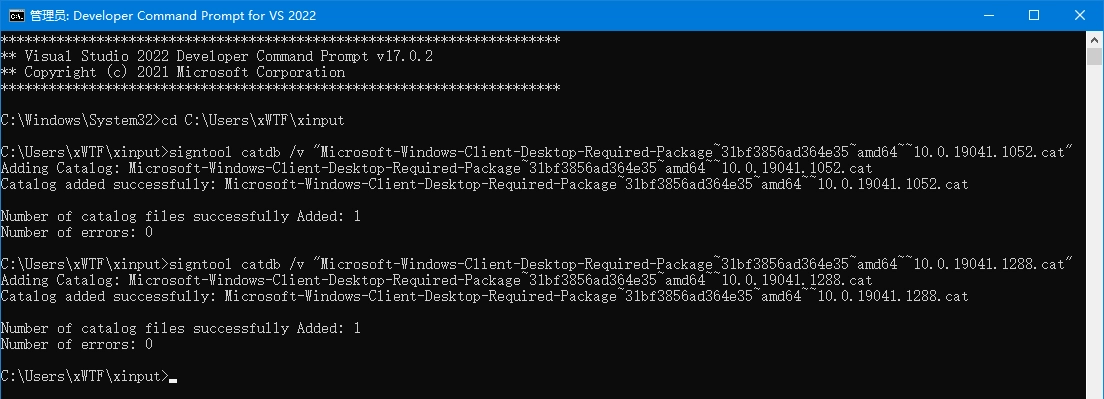 管理员: Developer Command Prompt for VS 2022
**********************************************************************
** Visual Studio 2022 Developer Command Prompt v17.0.2
** Copyright (c) 2021 Microsoft Corporation
**********************************************************************
C:\Windows\System32>cd C:\Users\xWTF\xinput
C:\Users\xWTF\xinput>signtool catdb /v "Microsoft-Windows-Client-Desktop-Required-Package~31bf3856ad364e35~amd64~~10.0.19041.1052.cat"
Adding Catalog: Microsoft-Windows-Client-Desktop-Required-Package~31bf3856ad364e35~amd64~~10.0.19041.1052.cat
Catalog added successfully: Microsoft-Windows-Client-Desktop-Required-Package~31bf3856ad364e35~amd64~~10.0.19041.1052.cat
Number of catalog files successfully Added: 1
Number of errors: 0
C:\Users\xWTF\xinput>signtool catdb /v "Microsoft-Windows-Client-Desktop-Required-Package~31bf3856ad364e35~amd64~~10.0.19041.1288.cat"
Adding Catalog: Microsoft-Windows-Client-Desktop-Required-Package~31bf3856ad364e35~amd64~~10.0.19041.1288.cat
Catalog added successfully: Microsoft-Windows-Client-Desktop-Required-Package~31bf3856ad364e35~amd64~~10.0.19041.1288.cat
Number of catalog files successfully Added: 1
Number of errors: 0
C:\Users\xWTF\xinput>